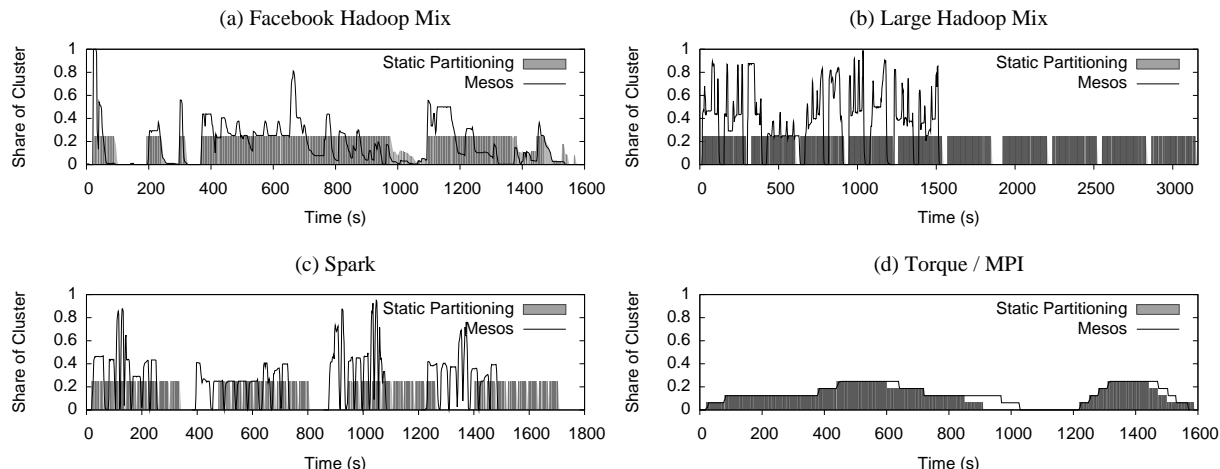 (a) Facebook Hadoop Mix
Share of Cluster
1
0.8
0.6
0.4
0.2
0
Static Partitioning
Mesos
0 200 400 600 800 1000 1200 1400 1600
Time (s)
(b) Large Hadoop Mix
Share of Cluster
1
0.8
0.6
0.4
0.2
0
Static Partitioning
Mesos
0 500 1000 1500 2000 2500 3000
Time (s)
(c) Spark
Share of Cluster
1
0.8
0.6
0.4
0.2
0
Static Partitioning
Mesos
0 200 400 600 800 1000 1200 1400 1600 1800
Time (s)
(d) Torque / MPI
Share of Cluster
1
0.8
0.6
0.4
0.2
0
Static Partitioning
Mesos
0 200 400 600 800 1000 1200 1400 1600
Time (s)